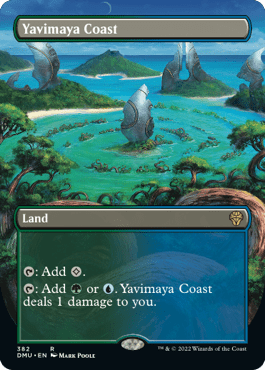 Yavimaya Coast
Land
: Add .
: Add or . Yavimaya Coast
deals 1 damage to you.
382 R
DMU • EN Mark Poole
™ & © 2022 Wizards of the Coast